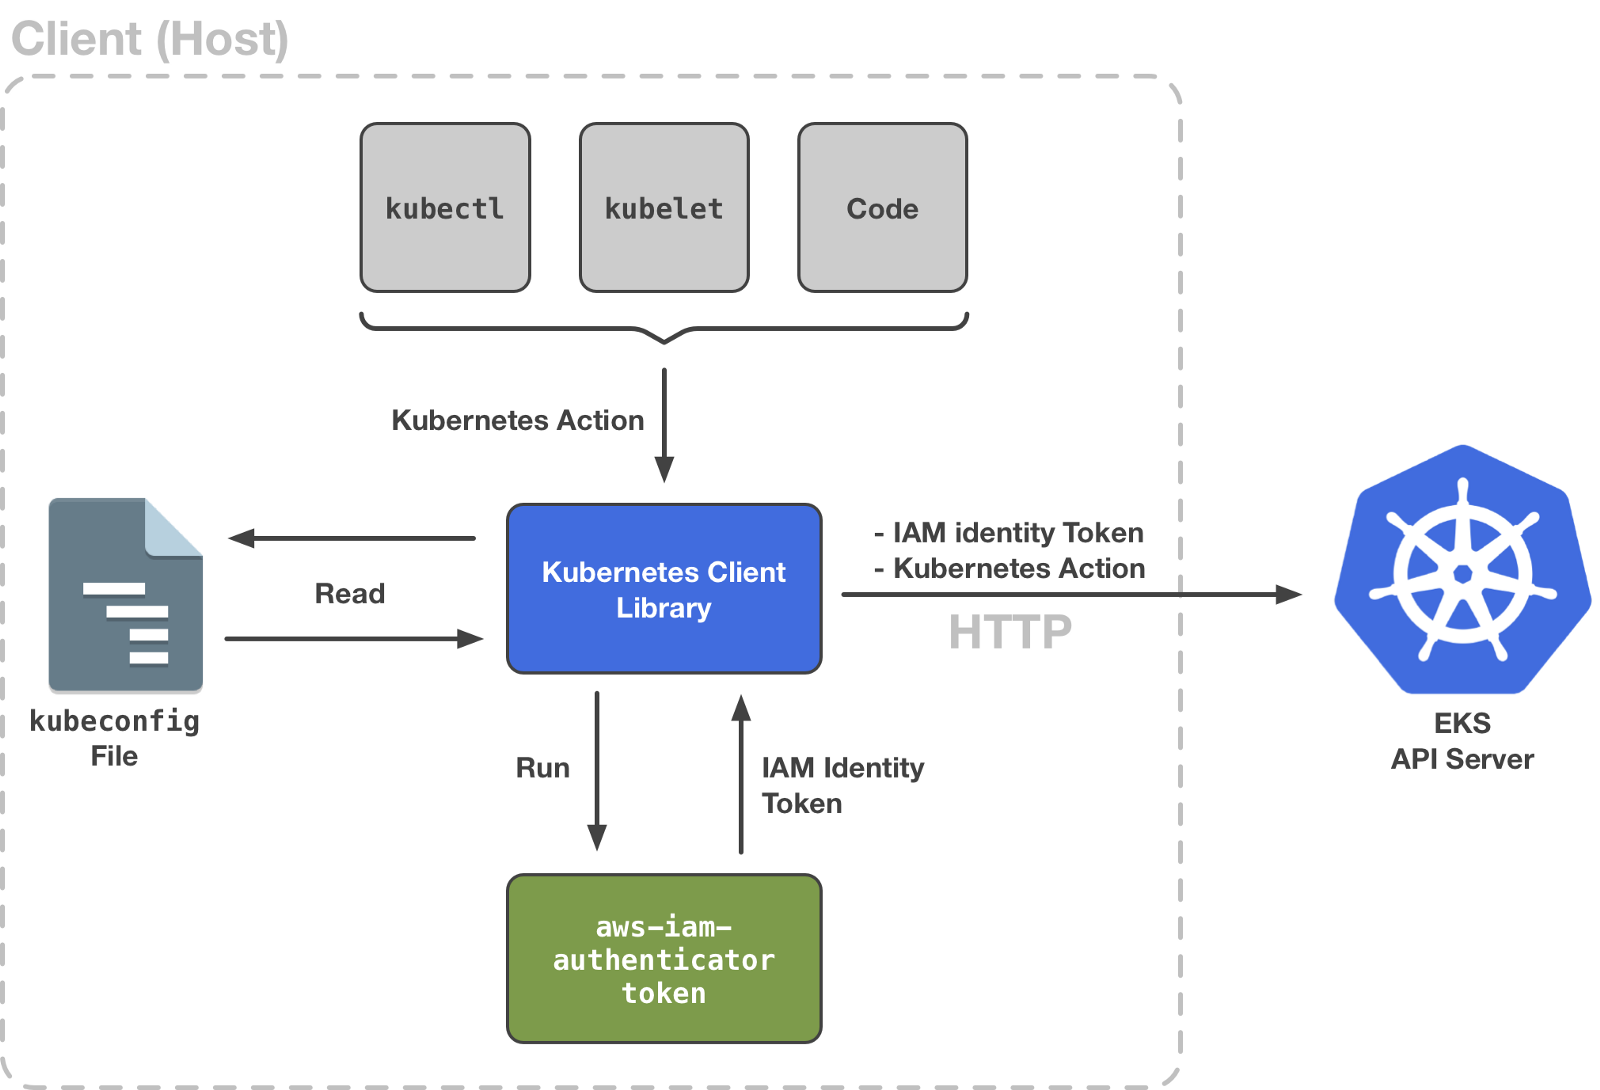 Client (Host)
kubectl
kubelet
Code
Kubernetes Action
Kubernetes Client
Library
- IAM identity Token
- Kubernetes Action
HTTP
Read
kubeconfig
File
EKS
API Server
Run
IAM Identity
Token
aws-iam-
authenticator
token